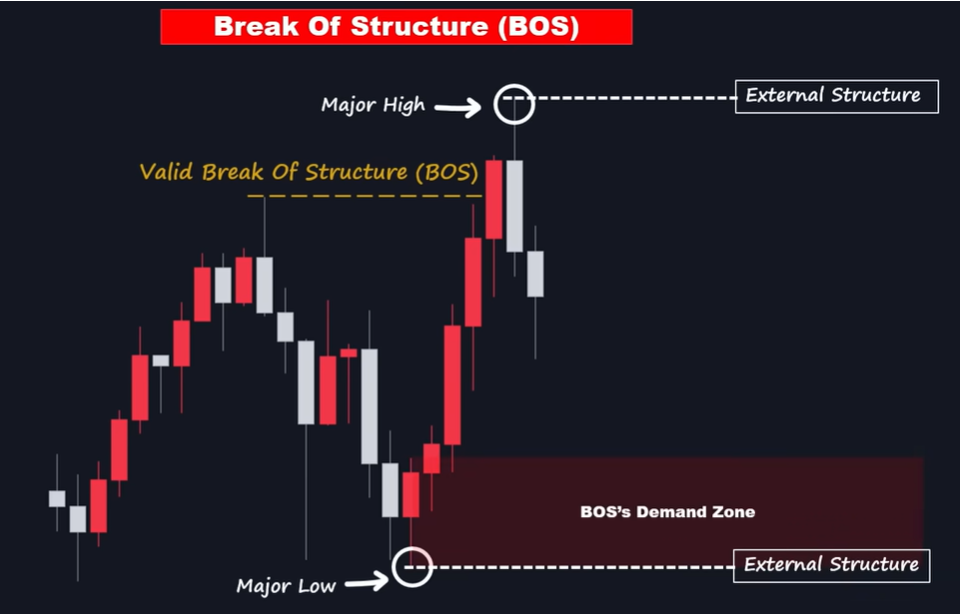 Break Of Structure (BOS)
External Structure
Major High
Valid Break Of Structure (BOS)
BOS's Demand Zone
External Structure
Major Low